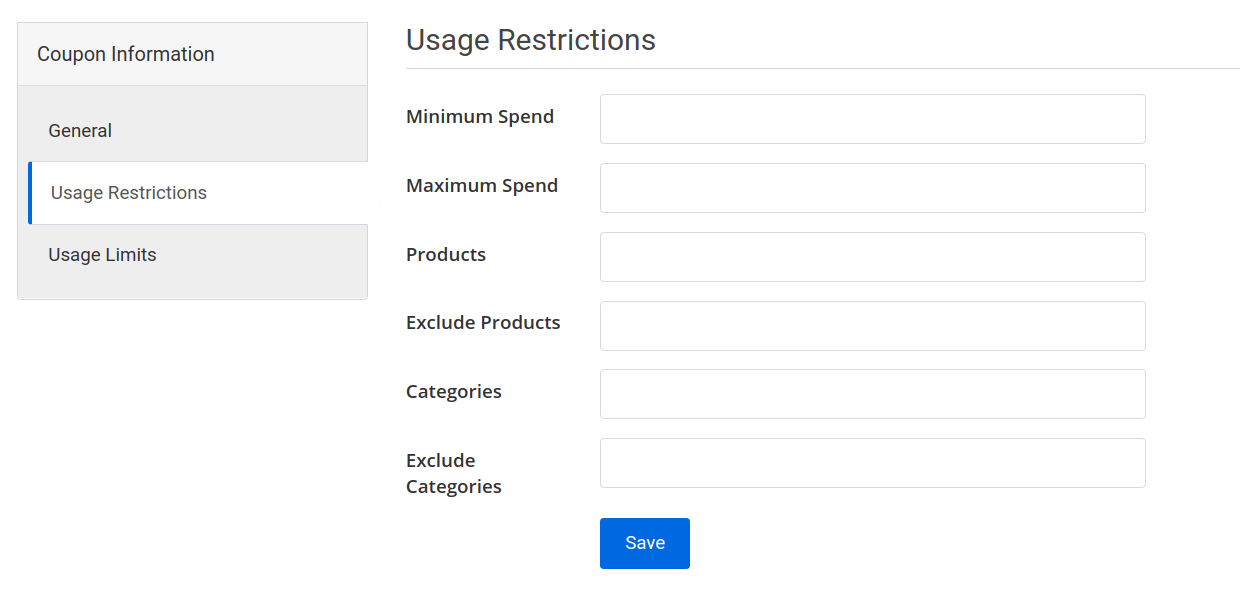 Coupon Information
General
Usage Restrictions
Usage Limits
Usage Restrictions
Minimum Spend
Maximum Spend
Products
Exclude Products
Categories
Exclude
Categories
Save